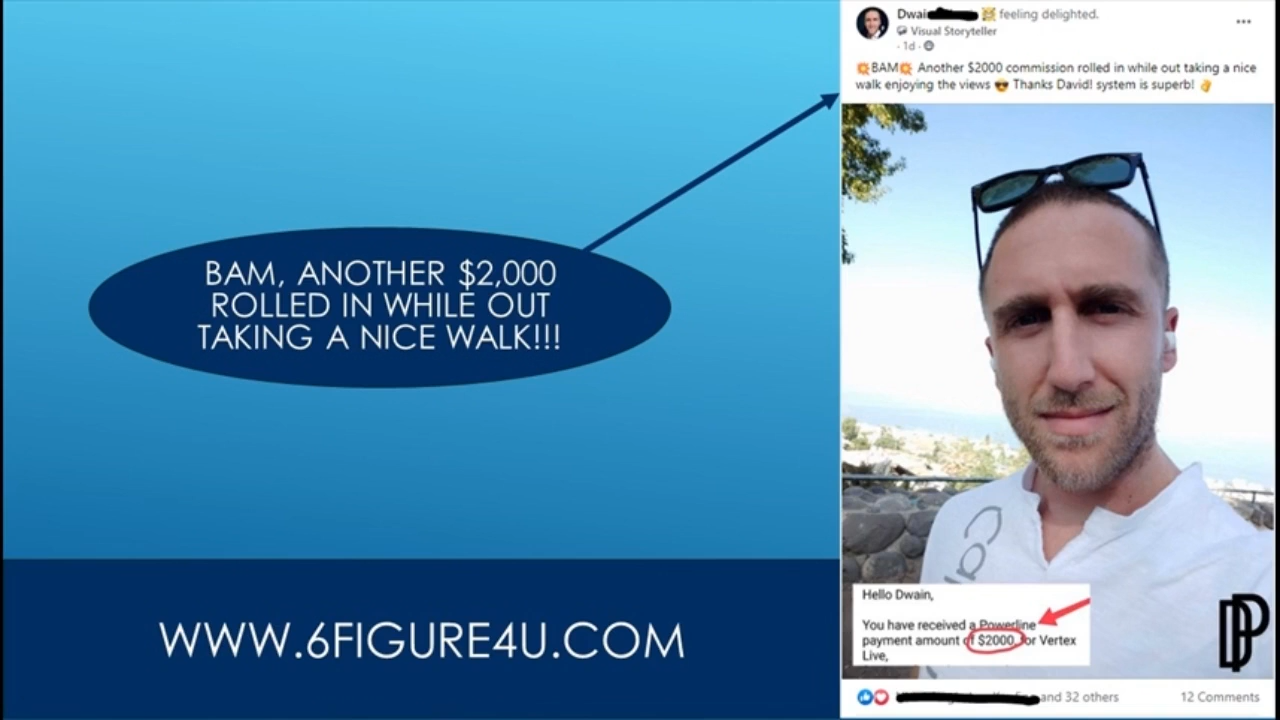 BAM, ANOTHER $2,000
ROLLED IN WHILE OUT
TAKING A NICE WALK!!!
WWW.6FIGURE4U.COM
Dwai
feeling delighted.
Visual Storyteller
· 1d ·
💥BAM💥 Another $2000 commission rolled in while out taking a nice
walk enjoying the views 😎 Thanks David! system is superb! 👌
Hello Dwain,
You have received a Powerline
payment amount of $2000 for Vertex
Live,
and 32 others
12 Comments